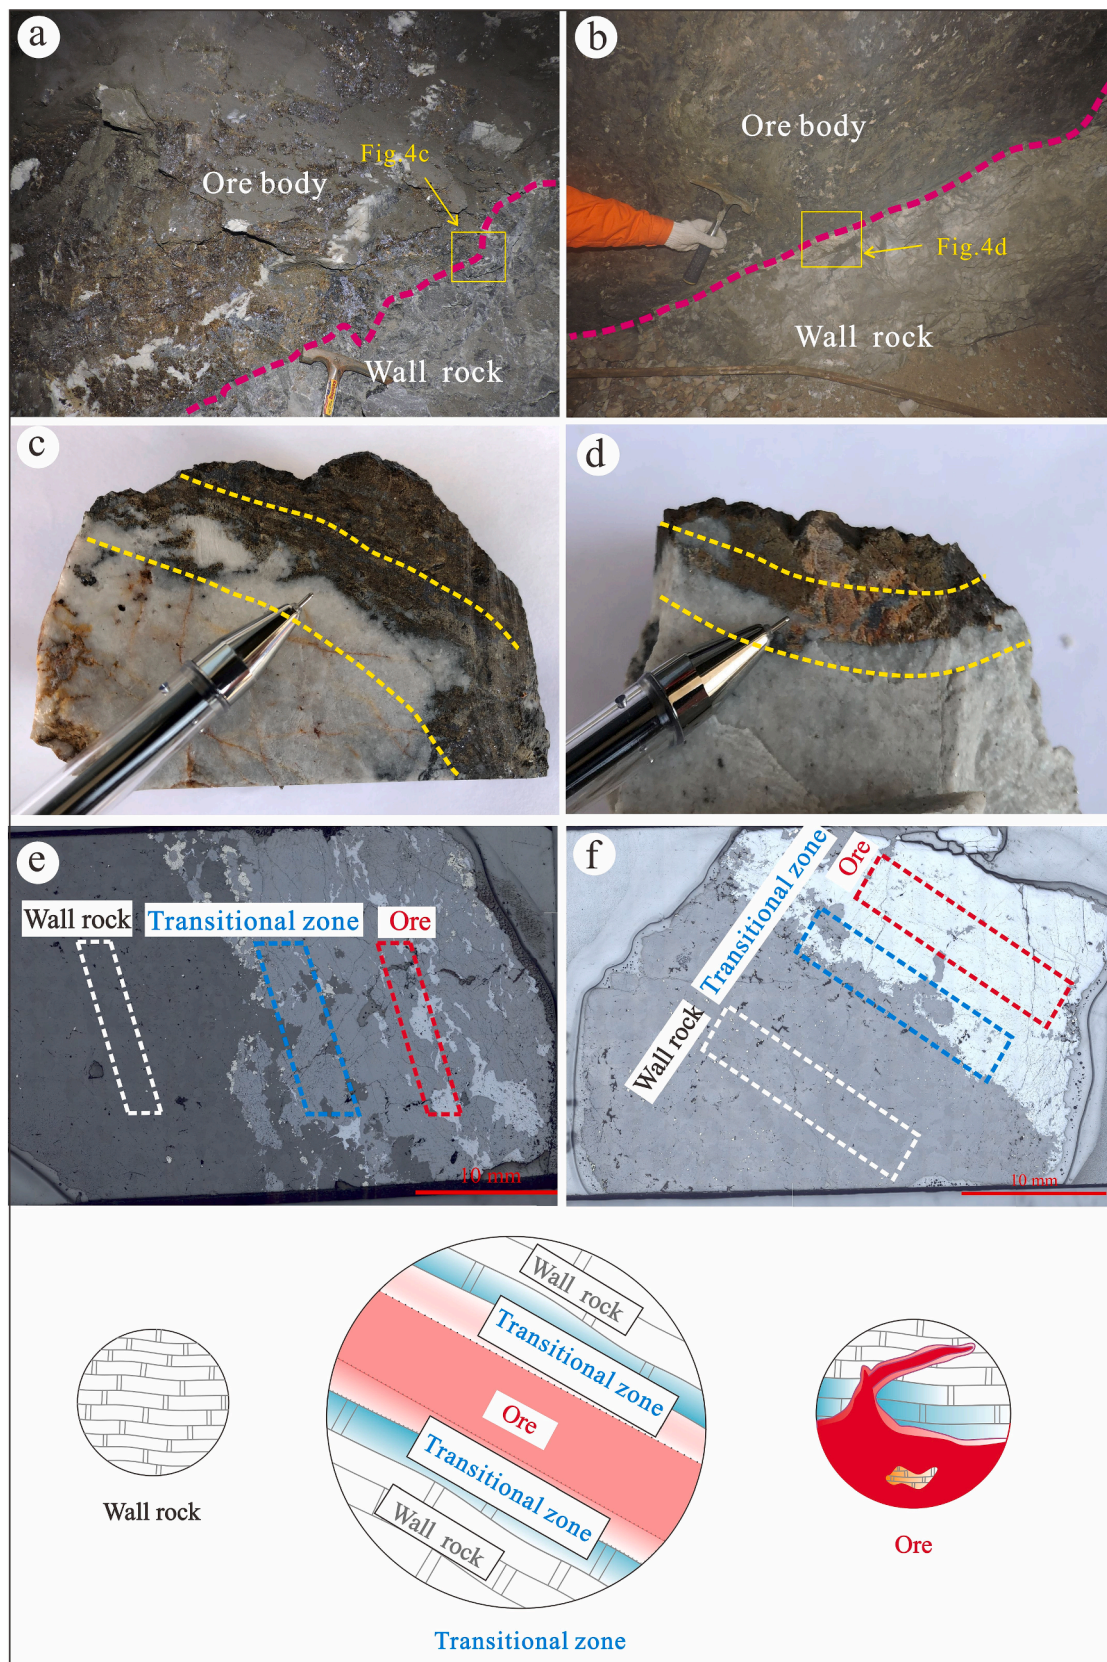 a
b
Ore body
Fig.4c
Wall rock
Ore body
Fig.4d
Wall rock
c
d
e
Wall rock
Transitional zone
Ore
10 mm
f
Ore
Transitional zone
Wall rock
10 mm
Wall rock
Transitional zone
Ore
Transitional zone
Wall rock
Wall rock
Transitional zone
Ore